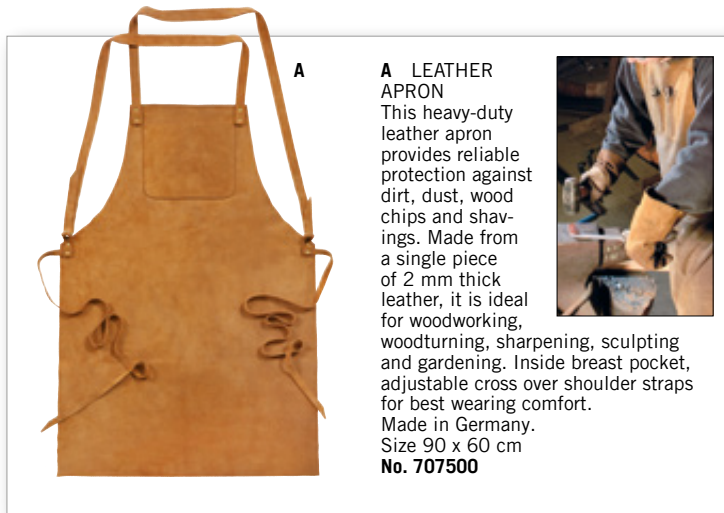 A
A LEATHER
APRON
This heavy-duty
leather apron
provides reliable
protection against
dirt, dust, wood
chips and shav-
ings. Made from
a single piece
of 2 mm thick
leather, it is ideal
for woodworking,
woodturning, sharpening, sculpting
and gardening. Inside breast pocket,
adjustable cross over shoulder straps
for best wearing comfort.
Made in Germany.
Size 90 x 60 cm
No. 707500